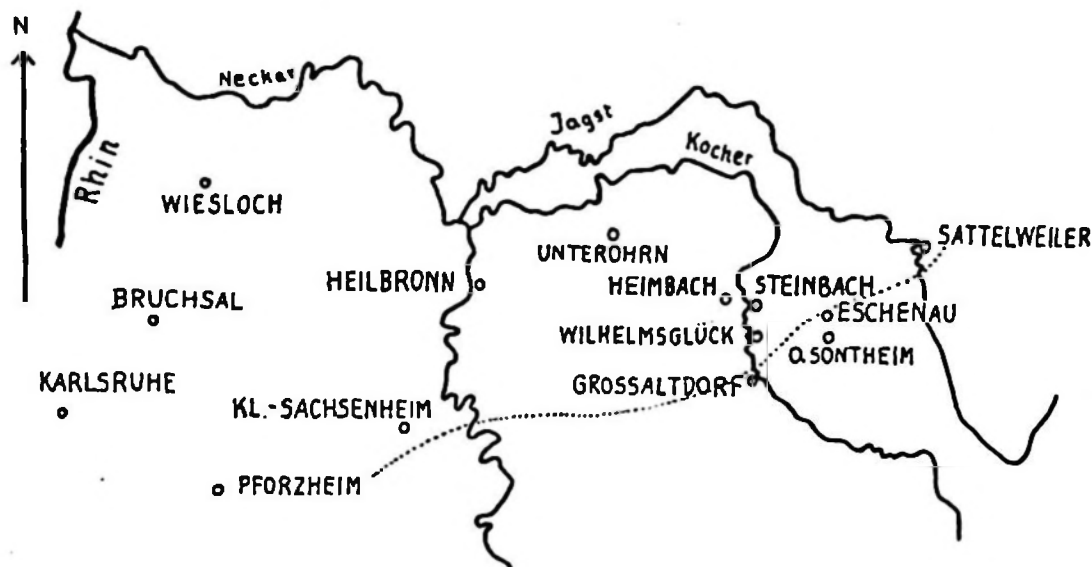 N
Neckar
Jagst
Kocher
Rhin
WIESLOCH
SATTELWEILER
UNTEROHRN
HEILBRONN
HEIMBACH
STEINBACH
BRUCHSAL
ESCHENAU
WILHELMSGLÜCK
O.SONTHEIM
KARLSRUHE
GROSSALTDORF
KL.-SACHSENHEIM
PFORZHEIM